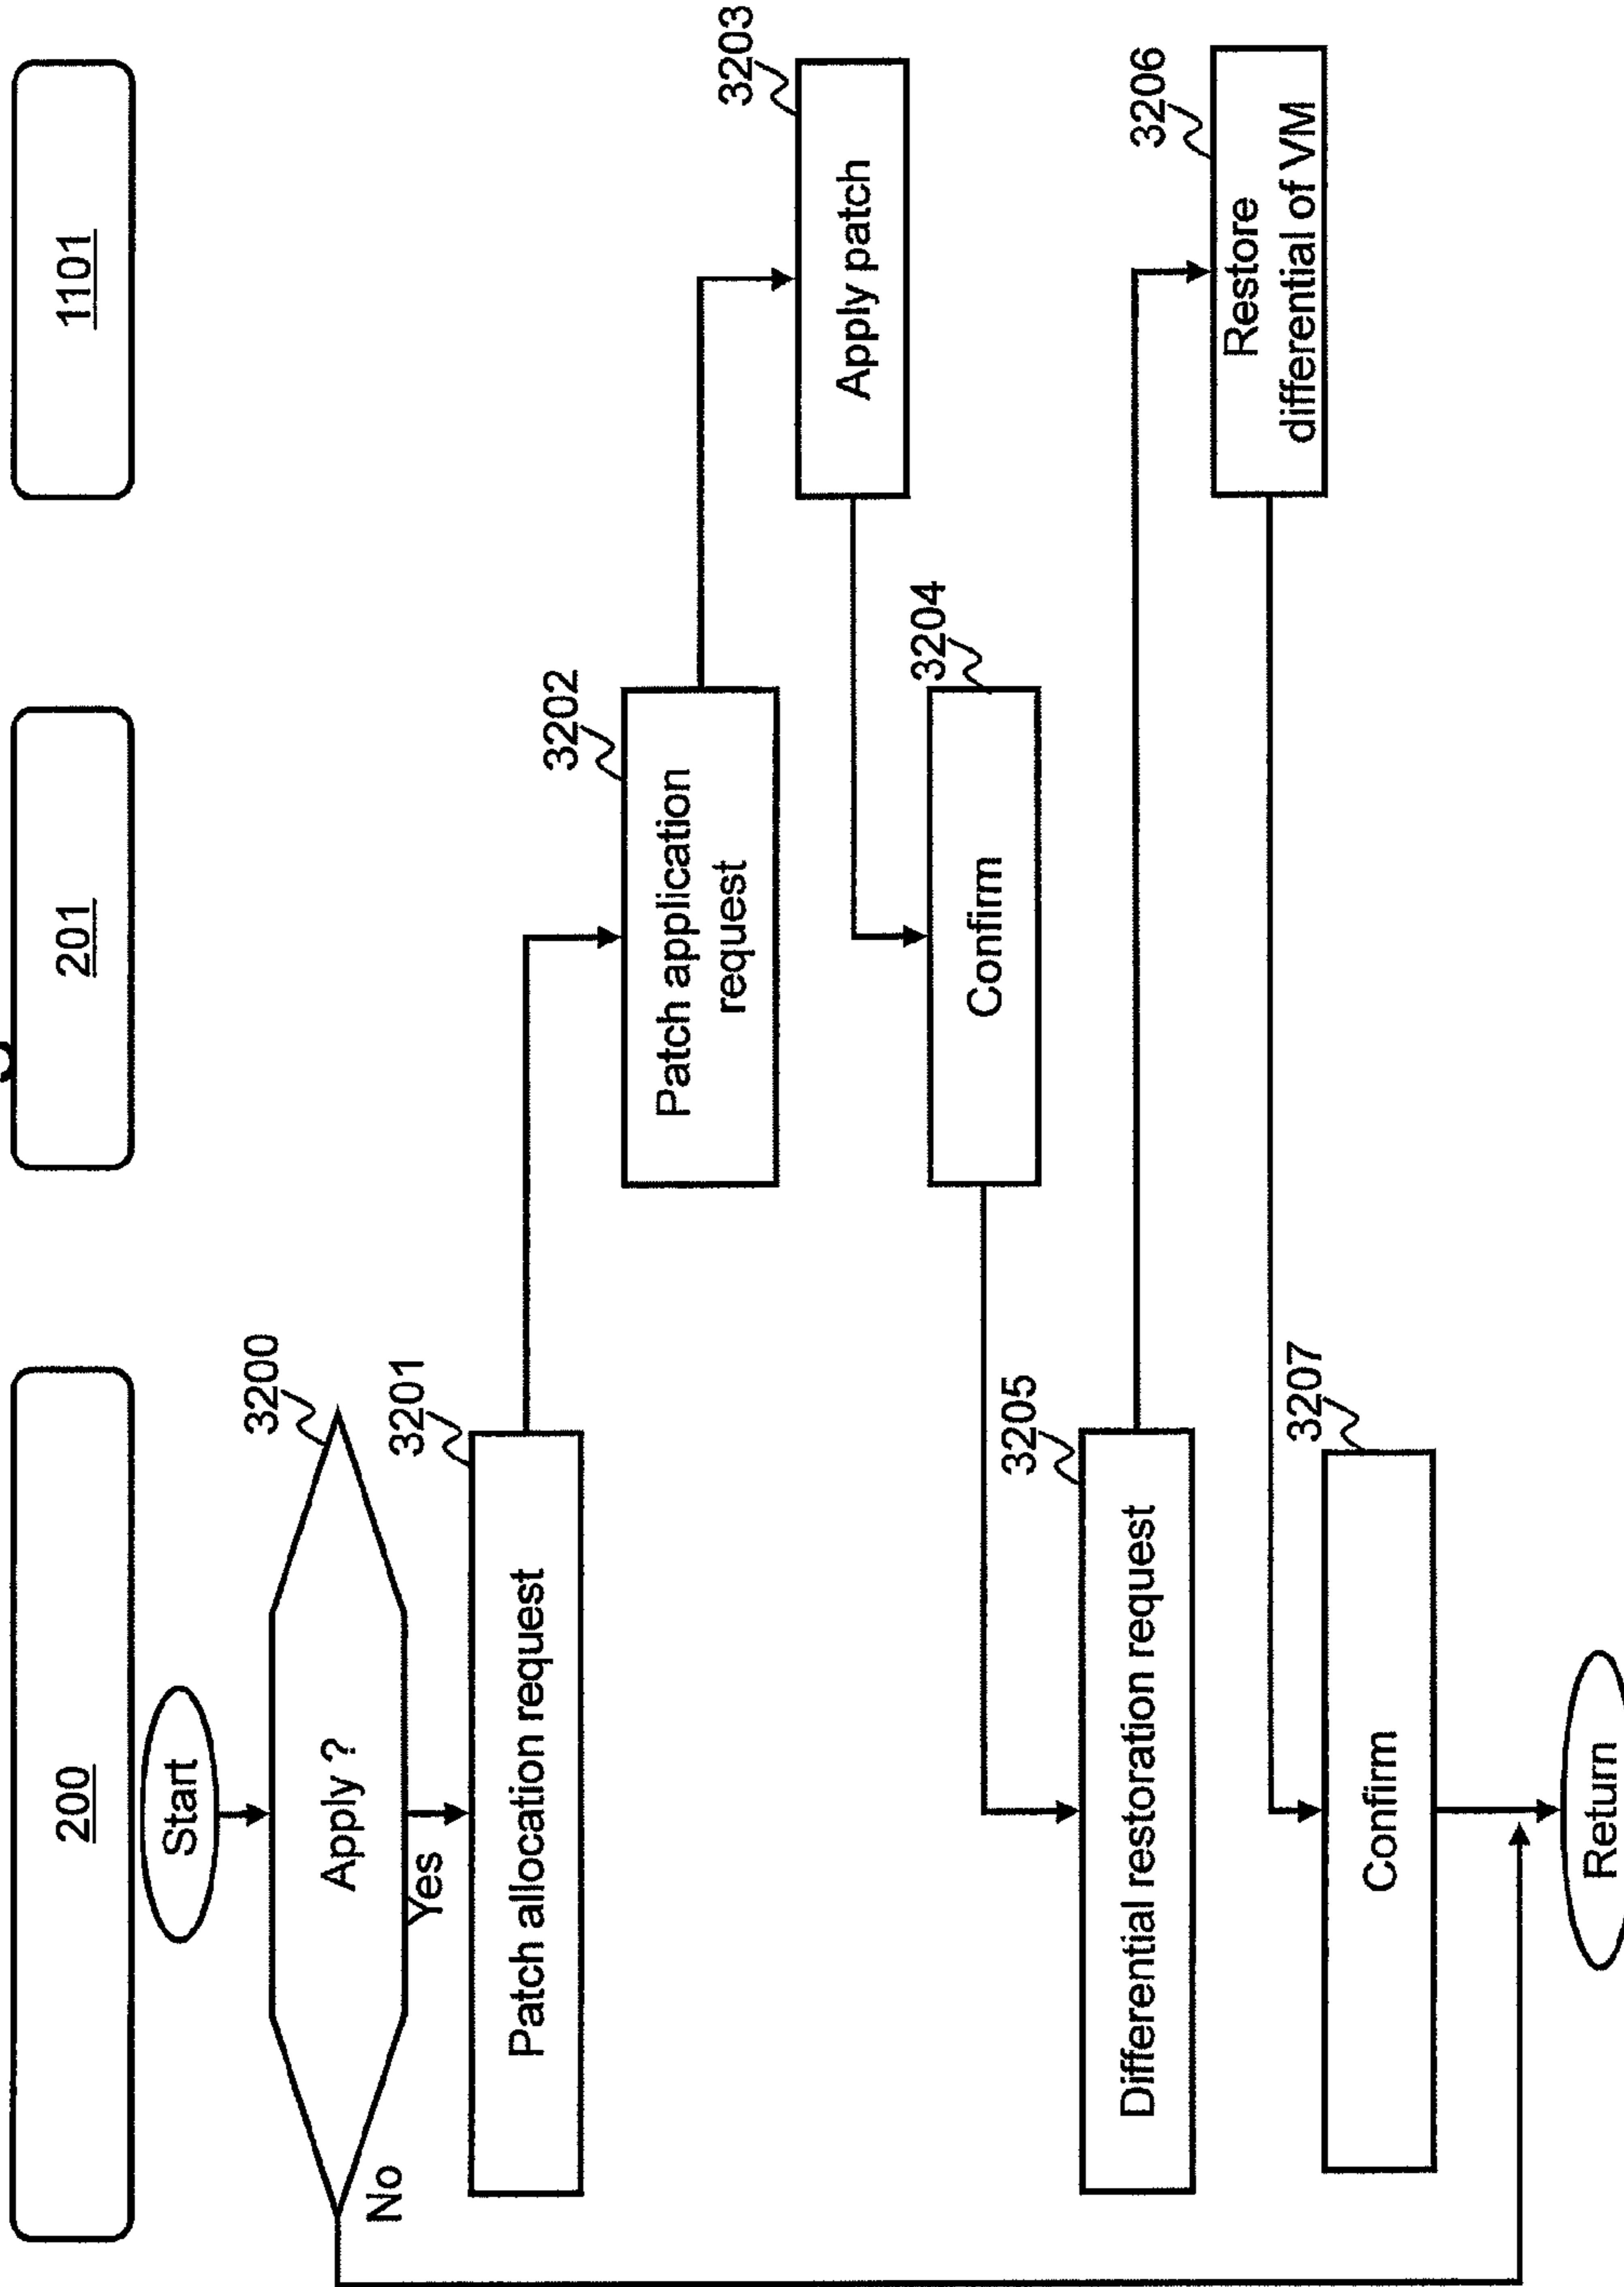 200
201
1101
Start
3200
Apply ?
No
Yes
3201
Patch allocation request
3202
Patch application
request
3203
Apply patch
3204
Confirm
3205
Differential restoration request
3206
Restore
differential of VM
3207
Confirm
Return